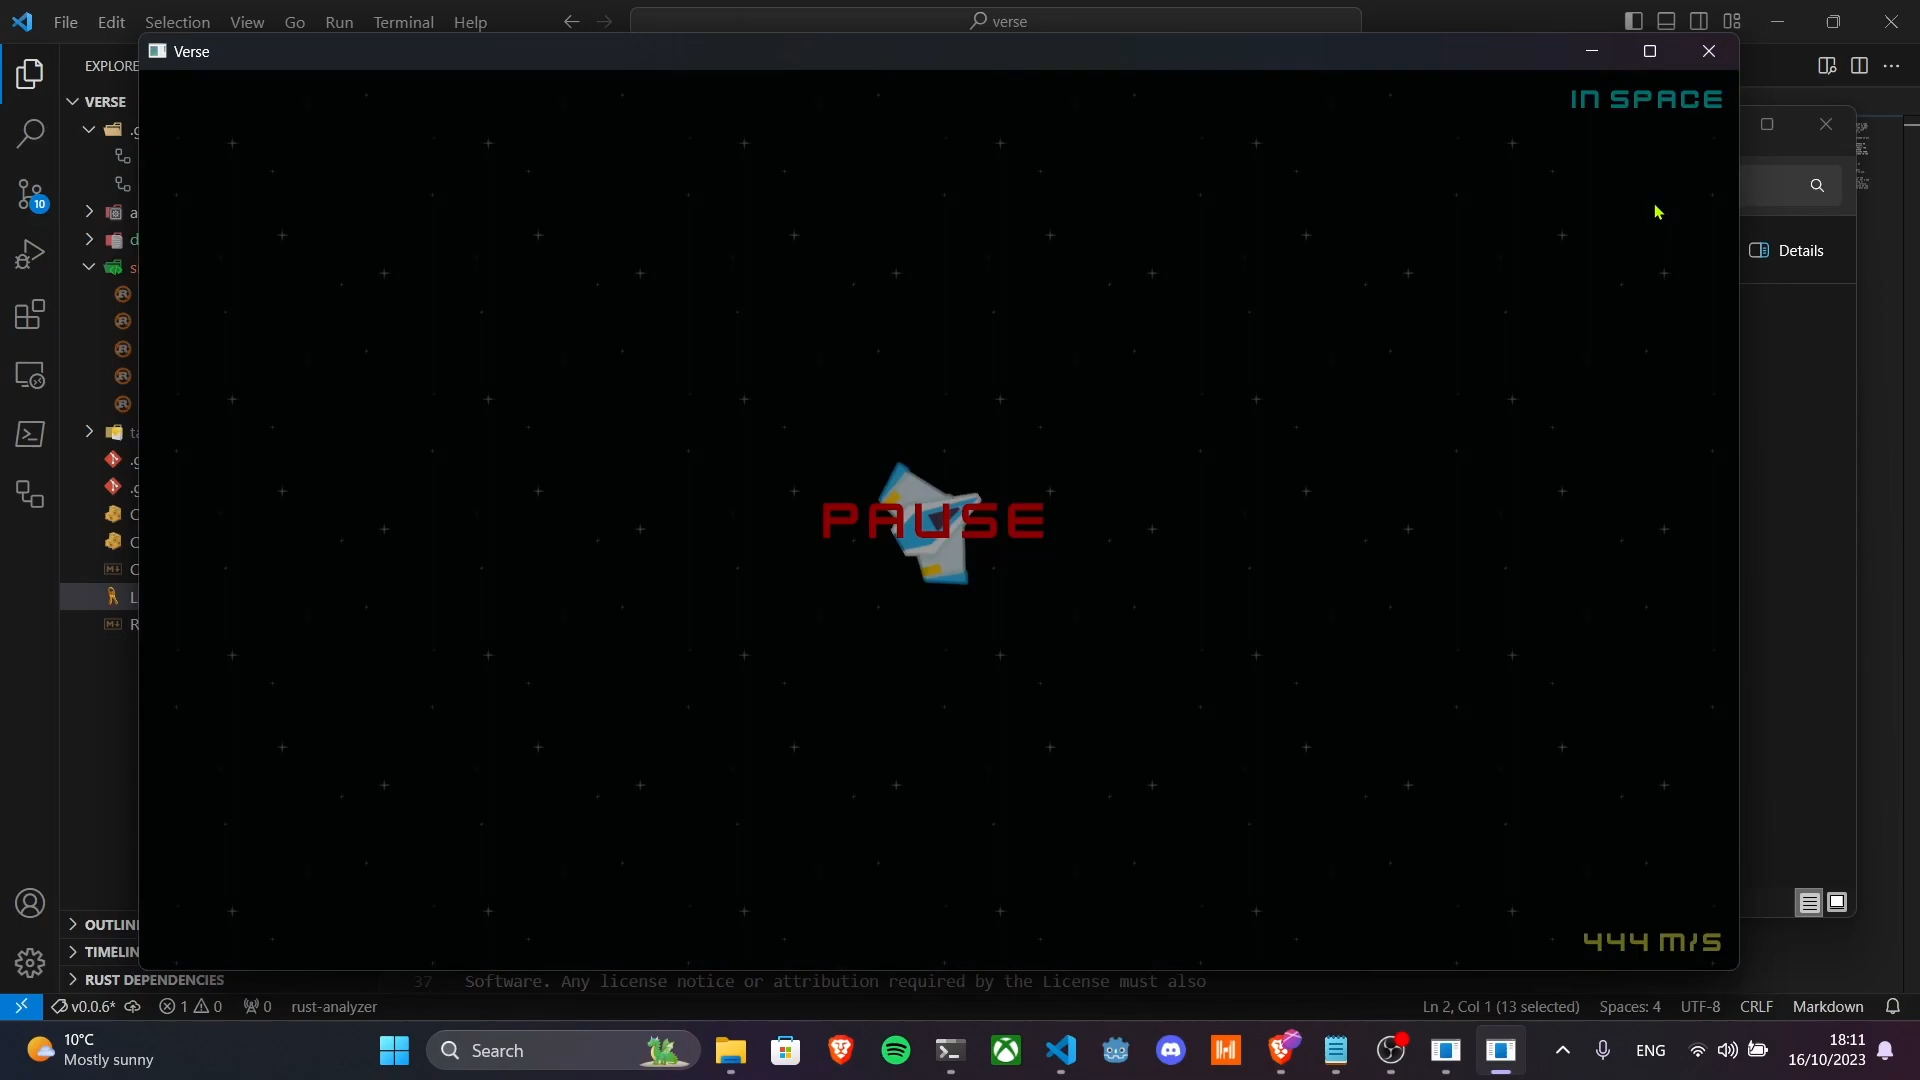 File Edit Selection View Go Run Terminal Help
verse
Verse
EXPLORE
IN SPACE
VERSE
Details
PAUSE
444 M/S
OUTLIN
TIMELIN
RUST DEPENDENCIES
37 Software. Any license notice or attribution required by the License must also
v0.0.6* 1 0 0 rust-analyzer
Ln 2, Col 1 (13 selected) Spaces: 4 UTF-8 CRLF Markdown
10
10°C
Mostly sunny
Search
ENG
18:11
16/10/2023